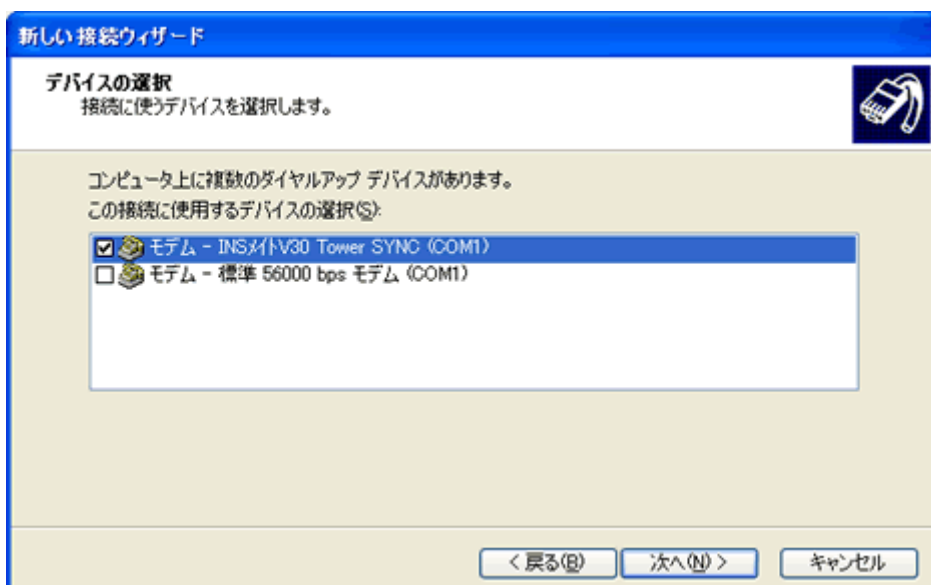 新しい接続ウィザード
デバイスの選択
接続に使うデバイスを選択します。
コンピュータ上に複数のダイヤルアップ デバイスがあります。
この接続に使用するデバイスの選択(S):
モデム - INSメイトV30 Tower SYNC (COM1)
モデム - 標準 56000 bps モデム (COM1)
< 戻る(B)
次へ(N) >
キャンセル